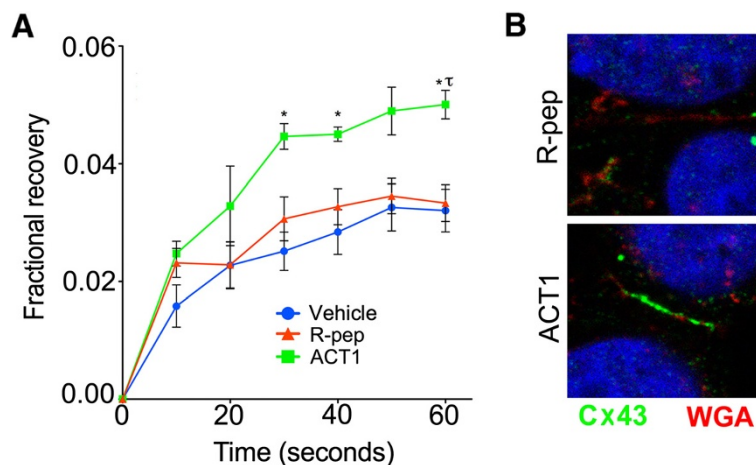 A
Fractional recovery
0.06
0.04
0.02
0.00
* * *τ
Vehicle
R-pep
ACT1
0 20 40 60
Time (seconds)
B
R-pep
ACT1
Cx43 WGA